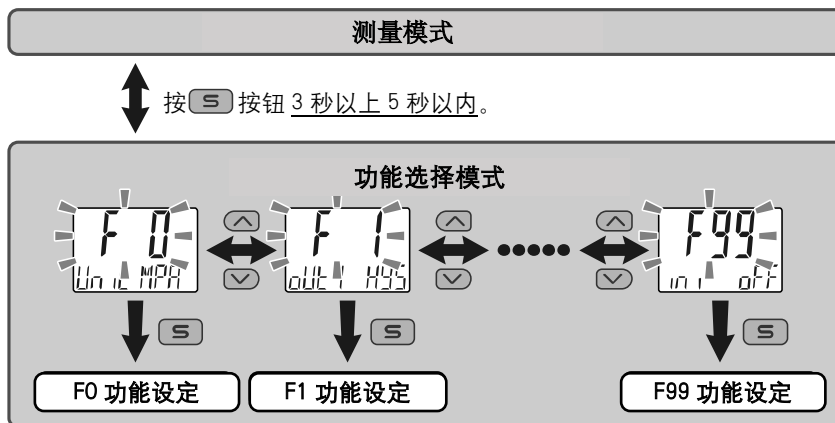 测量模式
按 S 按钮 3 秒以上 5 秒以内。
功能选择模式
F 0
Unit MPA
F 1
oUt1 HYS
F99
ini oFF
S
S
S
F0 功能设定
F1 功能设定
F99 功能设定